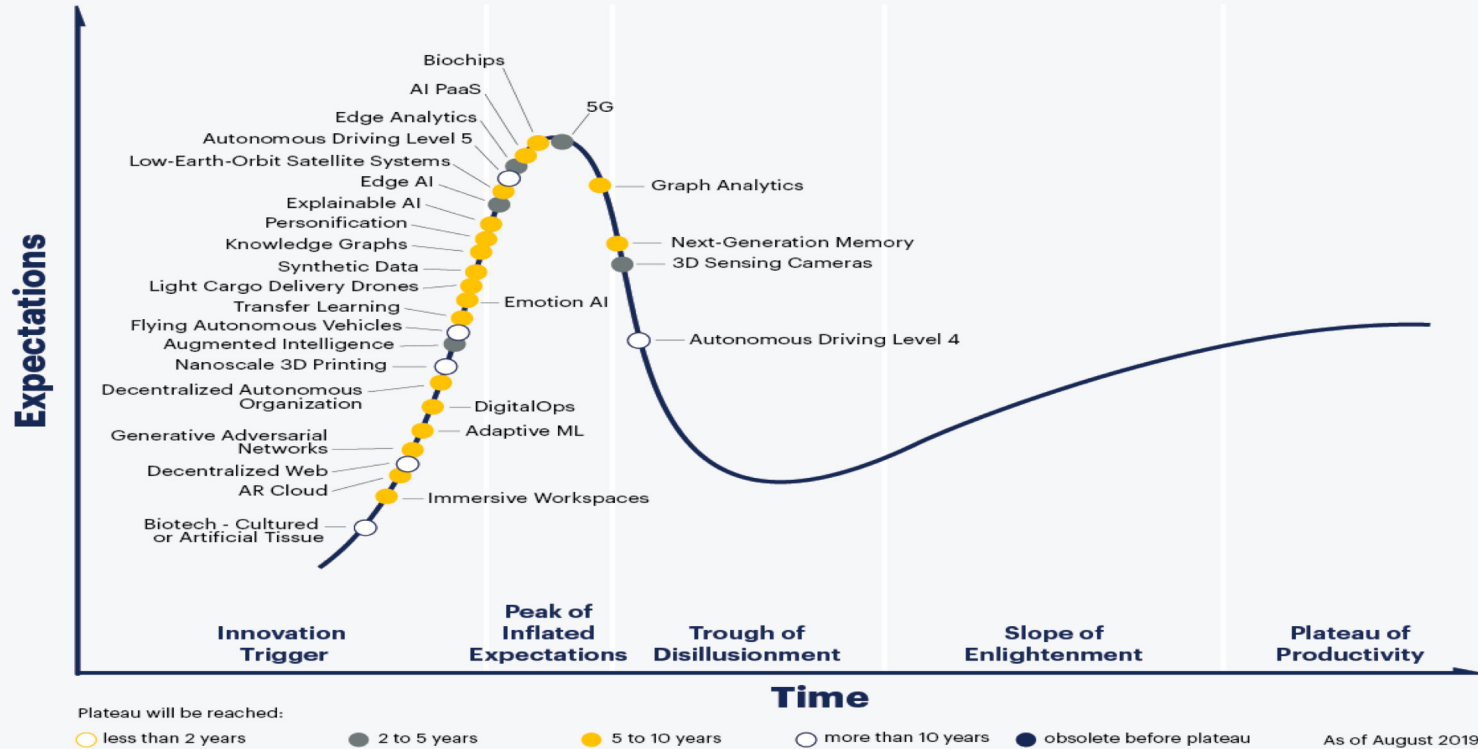 Biochips
AI PaaS
5G
Edge Analytics
Autonomous Driving Level 5
Low-Earth-Orbit Satellite Systems
Edge AI
Graph Analytics
Explainable AI
Personification
Knowledge Graphs
Next-Generation Memory
Synthetic Data
3D Sensing Cameras
Light Cargo Delivery Drones
Emotion AI
Transfer Learning
Flying Autonomous Vehicles
Augmented Intelligence
Autonomous Driving Level 4
Nanoscale 3D Printing
Decentralized Autonomous
Organization
DigitalOps
Adaptive ML
Generative Adversarial
Networks
Decentralized Web
AR Cloud
Immersive Workspaces
Biotech - Cultured
or Artificial Tissue
Expectations
Innovation
Trigger
Peak of
Inflated
Expectations
Trough of
Disillusionment
Slope of
Enlightenment
Plateau of
Productivity
Time
Plateau will be reached:
less than 2 years
2 to 5 years
5 to 10 years
more than 10 years
obsolete before plateau
As of August 2019